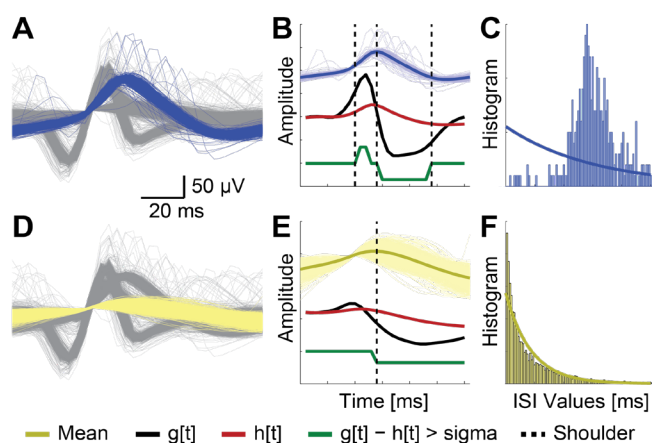 A
B
C
Amplitude
Histogram
50 µV
20 ms
D
E
F
Amplitude
Histogram
Time [ms]
ISI Values [ms]
Mean
g[t]
h[t]
g[t] − h[t] > sigma
Shoulder